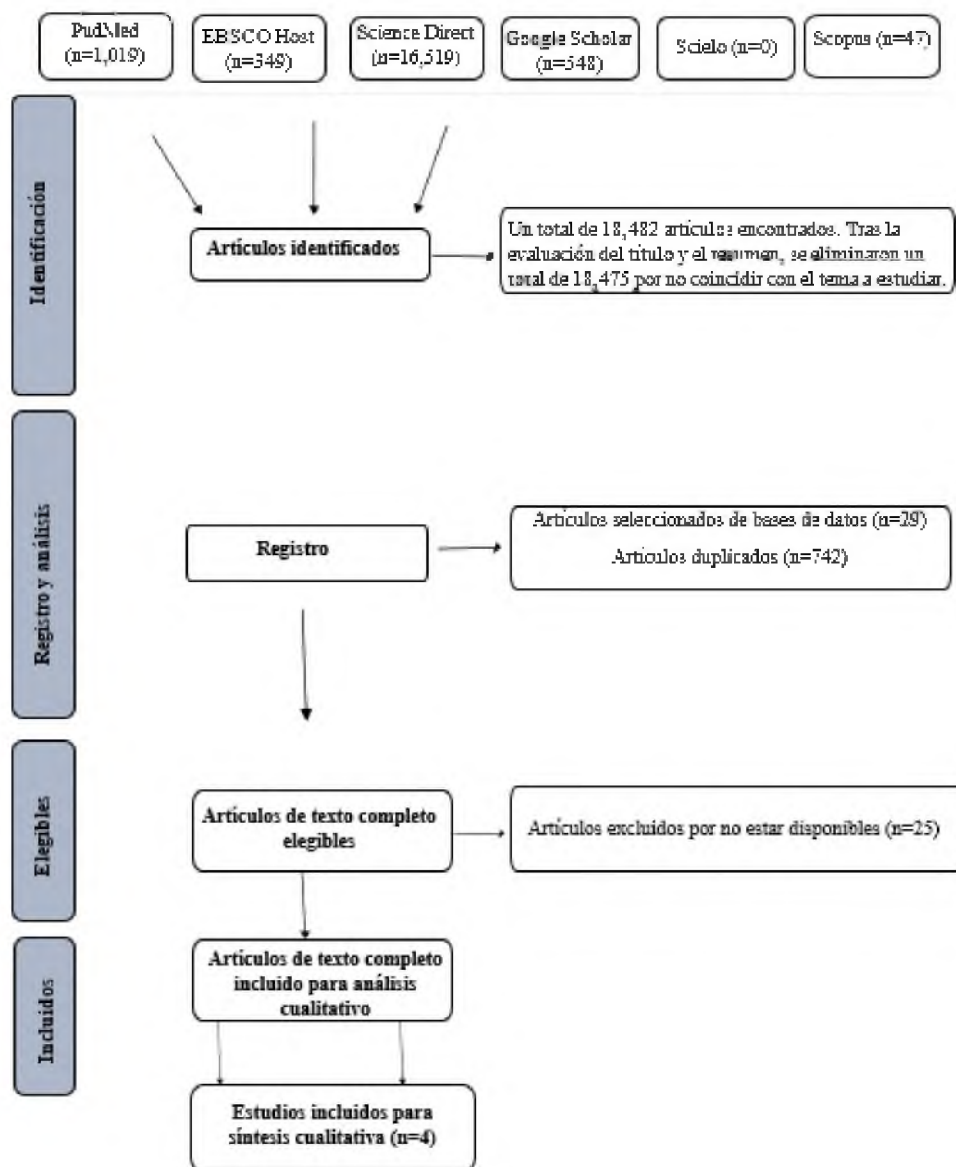 PudMed
(n=1,019)
EBSCO Host
(n=349)
Science Direct
(n=16,519)
Google Scholar
(n=548)
Scielo (n=0)
Scopus (n=47)
Identificación
Artículos identificados
Un total de 18,482 artículos encontrados. Tras la
evaluación del título y el resumen, se eliminaron un
total de 18,475 por no coincidir con el tema a estudiar.
Registro y análisis
Registro
Artículos seleccionados de bases de datos (n=29)
Artículos duplicados (n=742)
Elegibles
Artículos de texto completo
elegibles
Artículos excluidos por no estar disponibles (n=25)
Incluidos
Artículos de texto completo
incluido para análisis
cualitativo
Estudios incluidos para
síntesis cualitativa (n=4)